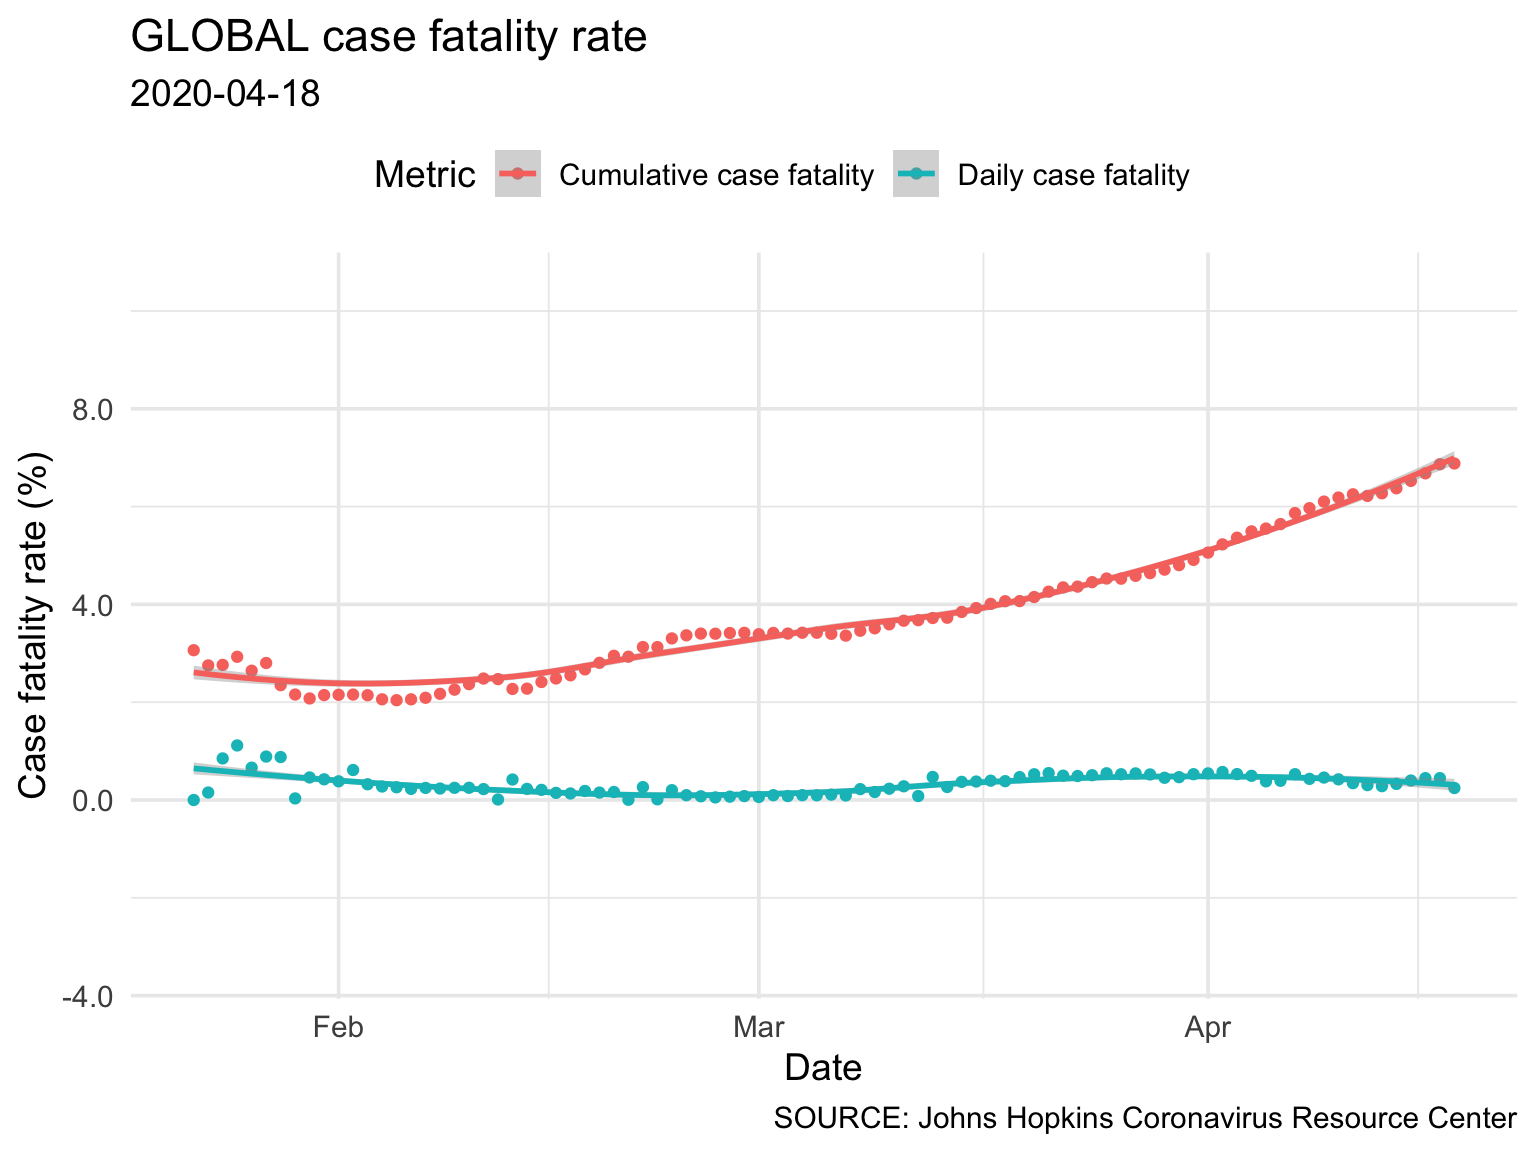 GLOBAL case fatality rate
2020-04-18
Metric Cumulative case fatality Daily case fatality
Case fatality rate (%)
8.0
4.0
0.0
-4.0
Feb Mar Apr
Date
SOURCE: Johns Hopkins Coronavirus Resource Center